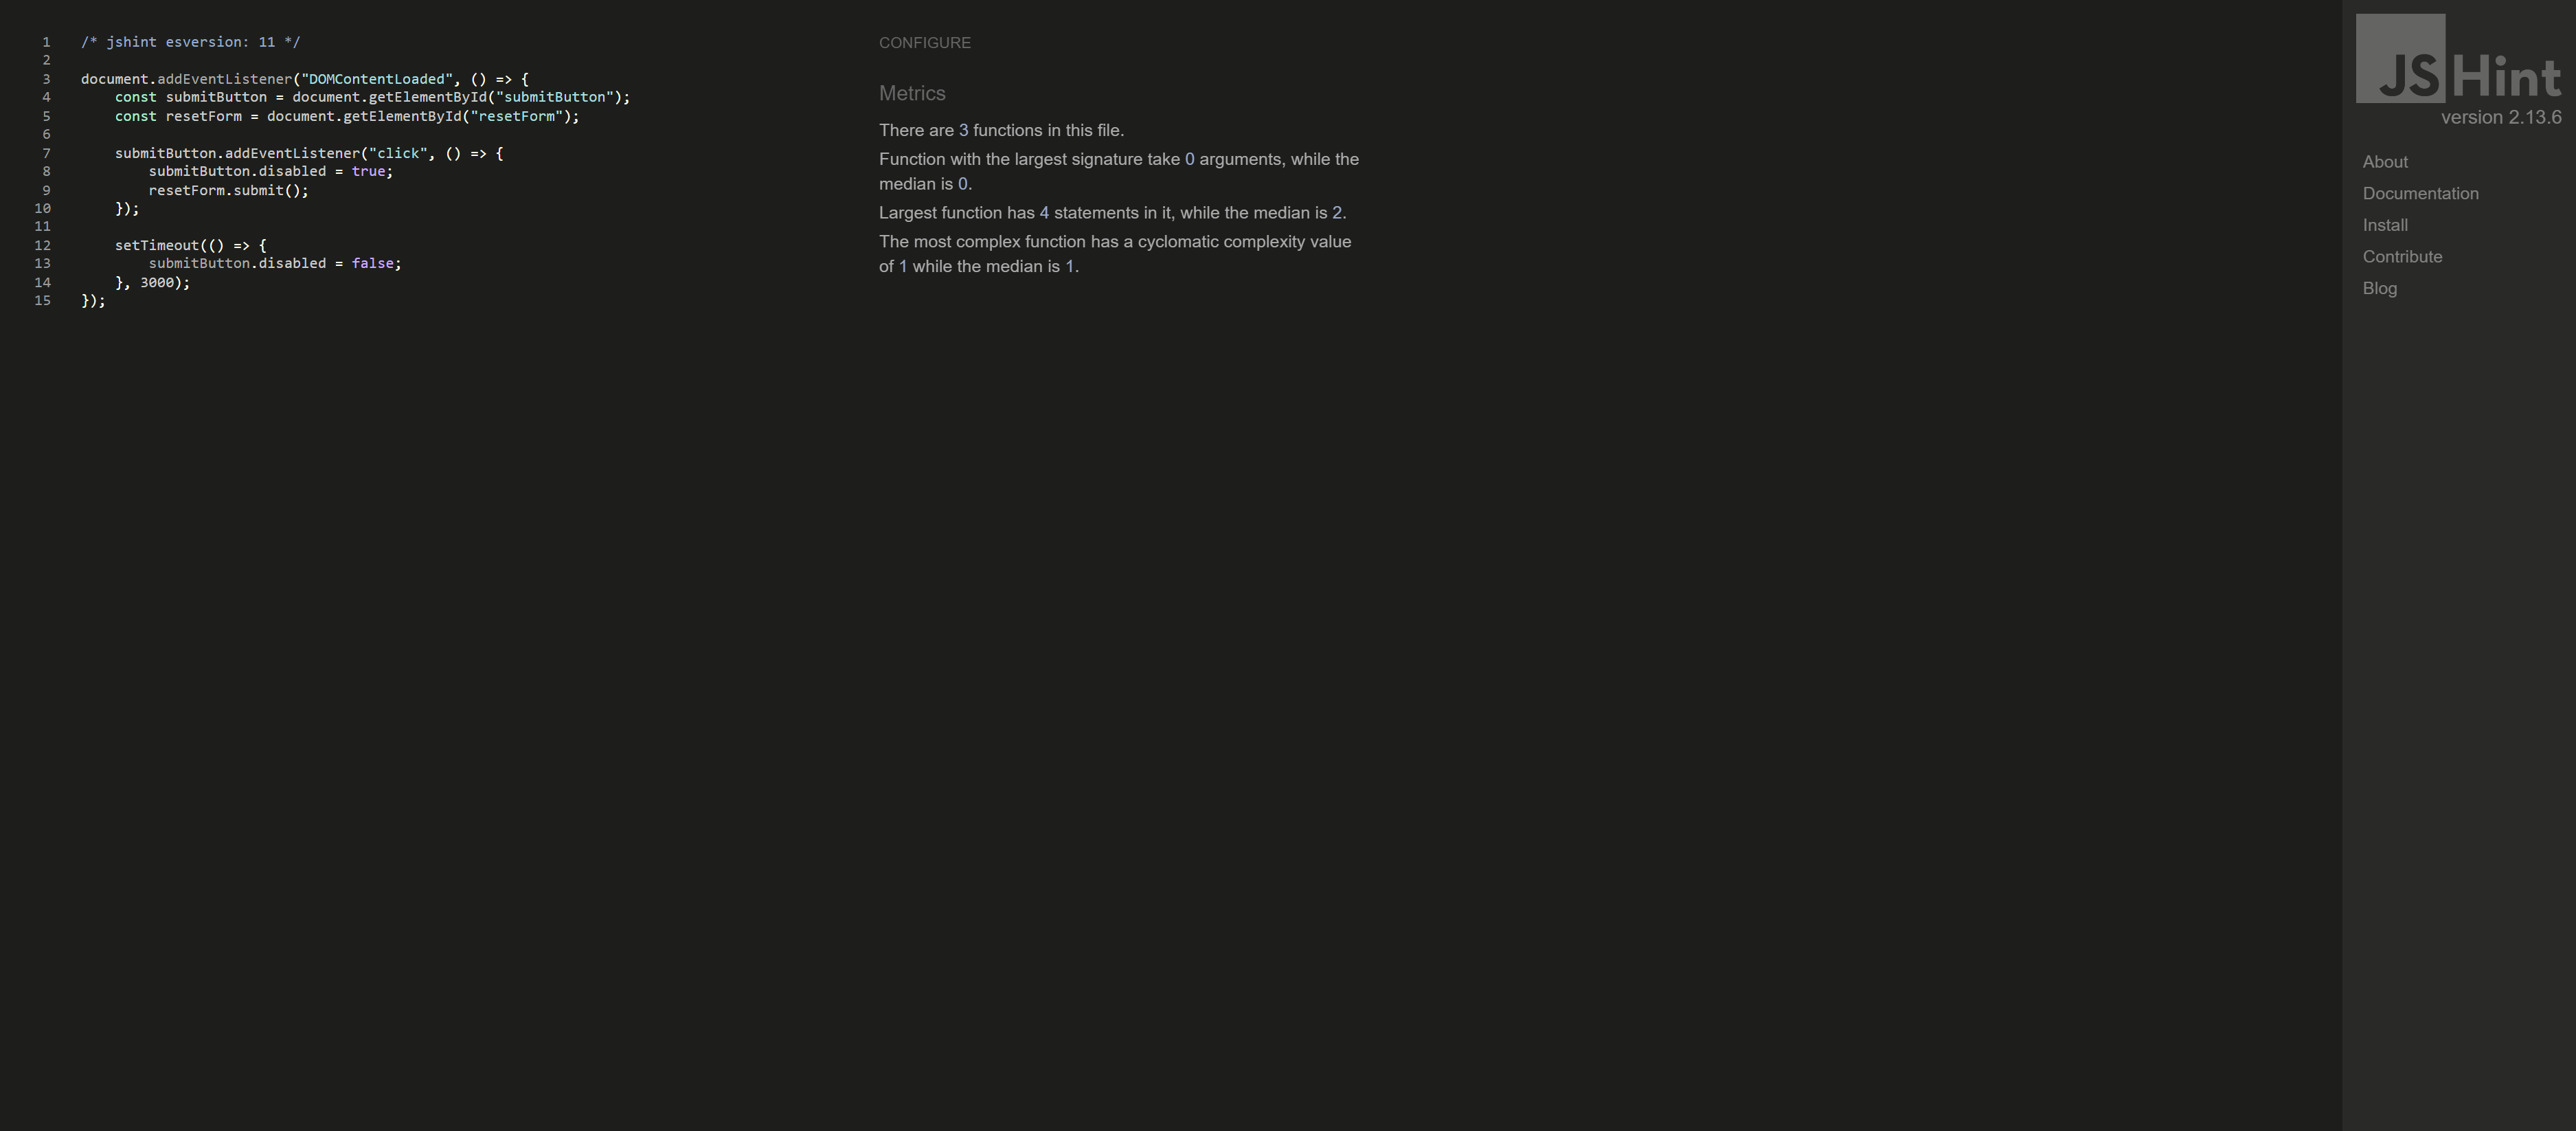 1 /* jshint esversion: 11 */
2
3 document.addEventListener("DOMContentLoaded", () => {
4     const submitButton = document.getElementById("submitButton");
5     const resetForm = document.getElementById("resetForm");
6
7     submitButton.addEventListener("click", () => {
8         submitButton.disabled = true;
9         resetForm.submit();
10     });
11
12     setTimeout(() => {
13         submitButton.disabled = false;
14     }, 3000);
15 });
CONFIGURE
Metrics
There are 3 functions in this file.
Function with the largest signature take 0 arguments, while the
median is 0.
Largest function has 4 statements in it, while the median is 2.
The most complex function has a cyclomatic complexity value
of 1 while the median is 1.
JSHint
version 2.13.6
About
Documentation
Install
Contribute
Blog